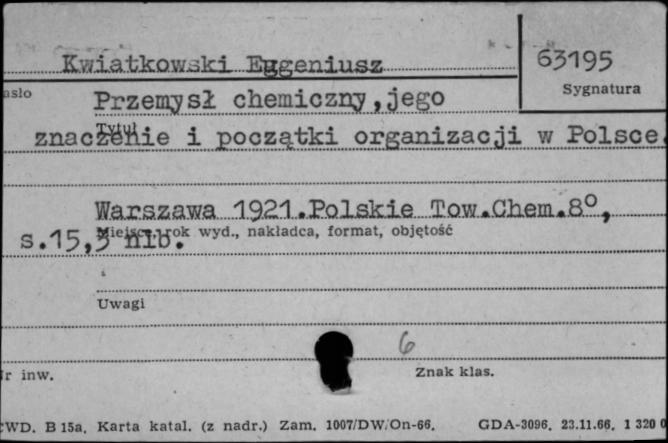 Kwiatkowski Eugeniusz
63195
Sygnatura
asło
Przemysł chemiczny, jego
Tytuł
znaczenie i początki organizacji w Polsce.
Warszawa 1921. Polskie Tow. Chem. 8°,
Miejsce, rok wyd., nakładca, format, objętość
s. 15, 3 nlb.
Uwagi
6
r inw.
Znak klas.
WD. B 15a. Karta katal. (z nadr.) Zam. 1007/DW/On-66. GDA-3096. 23.11.66. 1 320